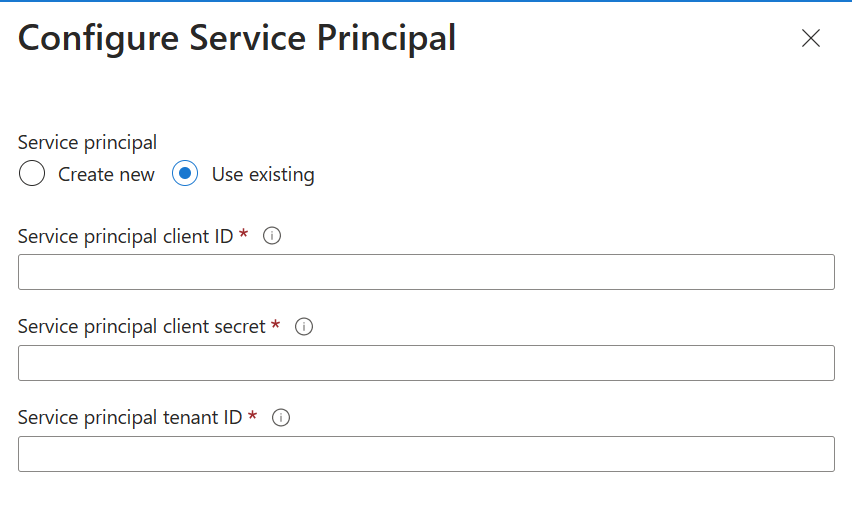 Configure Service Principal
Service principal
Create new Use existing
Service principal client ID *
Service principal client secret *
Service principal tenant ID *